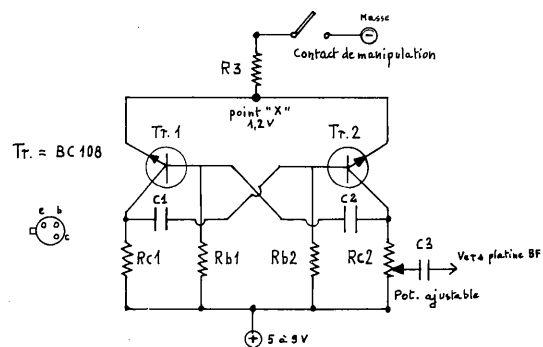 Masse
⊖
Contact de manipulation
R3
point "X"
1,2 V
Tr.1
Tr.2
Tr. = BC 108
C1
C2
e b
c
Rc1
Rb1
Rb2
Rc2
C3
Vers platine BF
Pot. ajustable
⊕ 5 à 9V